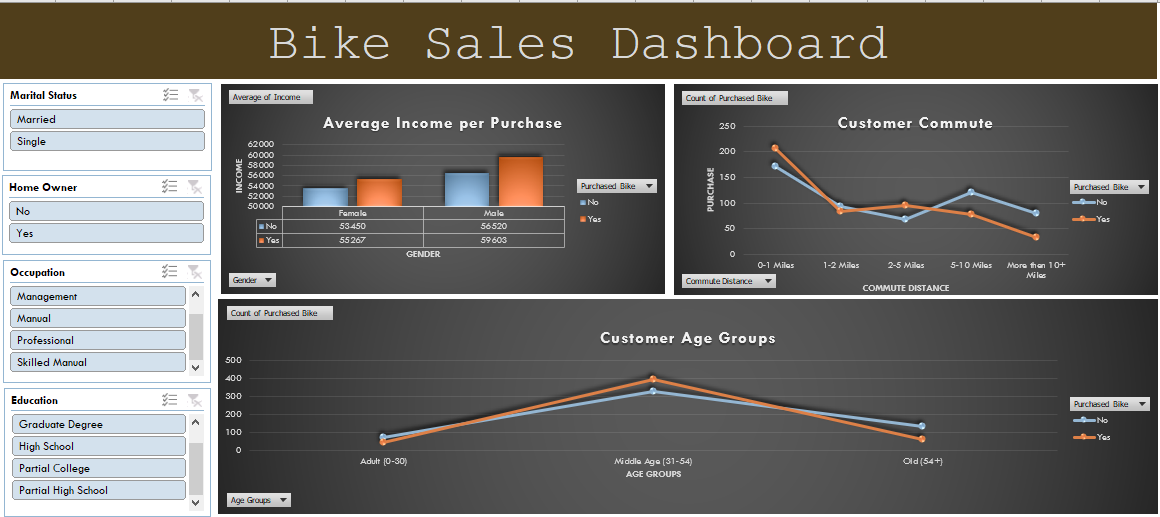 Bike Sales Dashboard
Marital Status
Married
Single
Home Owner
No
Yes
Occupation
Management
Manual
Professional
Skilled Manual
Education
Graduate Degree
High School
Partial College
Partial High School
Average of Income
Average Income per Purchase
INCOME
62000
60000
58000
56000
54000
52000
50000
Female Male
No 53450 56520
Yes 55267 59603
GENDER
Purchased Bike
No
Yes
Gender
Count of Purchased Bike
Customer Commute
PURCHASE
250
200
150
100
50
0
0-1 Miles 1-2 Miles 2-5 Miles 5-10 Miles More then 10+
Miles
COMMUTE DISTANCE
Purchased Bike
No
Yes
Commute Distance
Count of Purchased Bike
Customer Age Groups
500
400
300
200
100
0
Adult (0-30) Middle Age (31-54) Old (54+)
AGE GROUPS
Purchased Bike
No
Yes
Age Groups